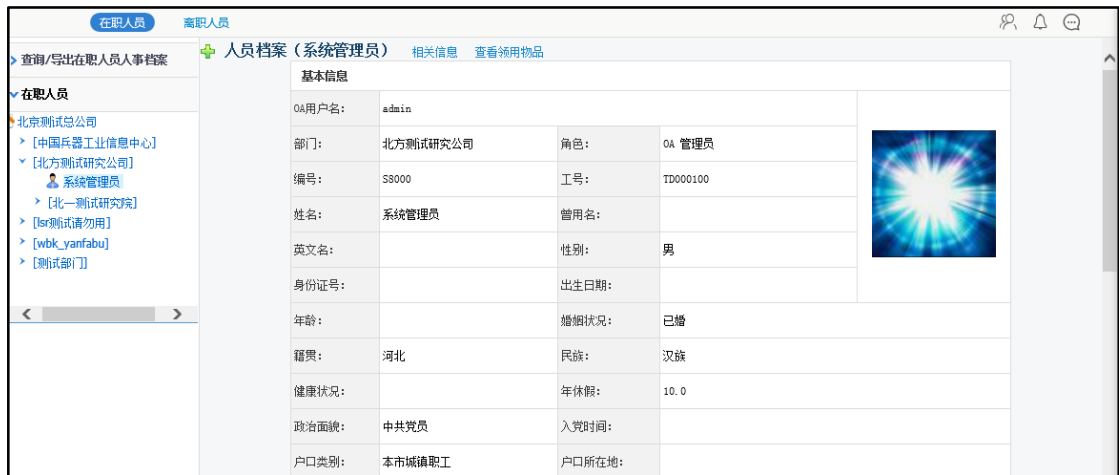 在职人员 离职人员
查询/导出在职人员人事档案
在职人员
北京测试总公司
[中国兵器工业信息中心]
[北方测试研究公司]
系统管理员
[北一测试研究院]
[lsr测试请勿用]
[wbk_yanfabu]
[测试部门]
人员档案（系统管理员） 相关信息 查看领用物品
基本信息
OA用户名： admin
部门： 北方测试研究公司 角色： OA 管理员
编号： S8000 工号： TD000100
姓名： 系统管理员 曾用名：
英文名： 性别： 男
身份证号： 出生日期：
年龄： 婚姻状况： 已婚
籍贯： 河北 民族： 汉族
健康状况： 年休假： 10.0
政治面貌： 中共党员 入党时间：
户口类别： 本市城镇职工 户口所在地：